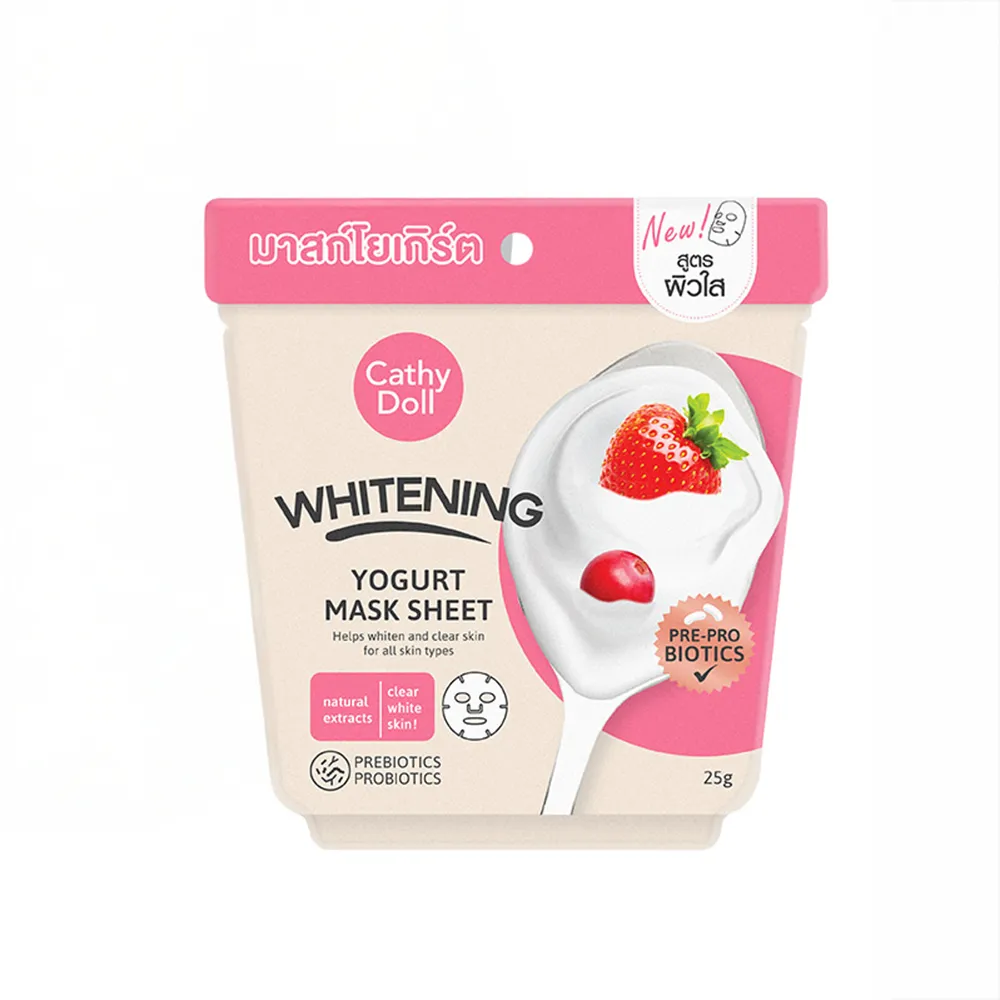 มาสก์โยเกิร์ต
New!
สูตร
ผิวใส
Cathy
Doll
WHITENING
YOGURT
MASK SHEET
Helps whiten and clear skin
for all skin types
natural
extracts
clear
white
skin!
PRE-PRO
BIOTICS
PREBIOTICS
PROBIOTICS
25g